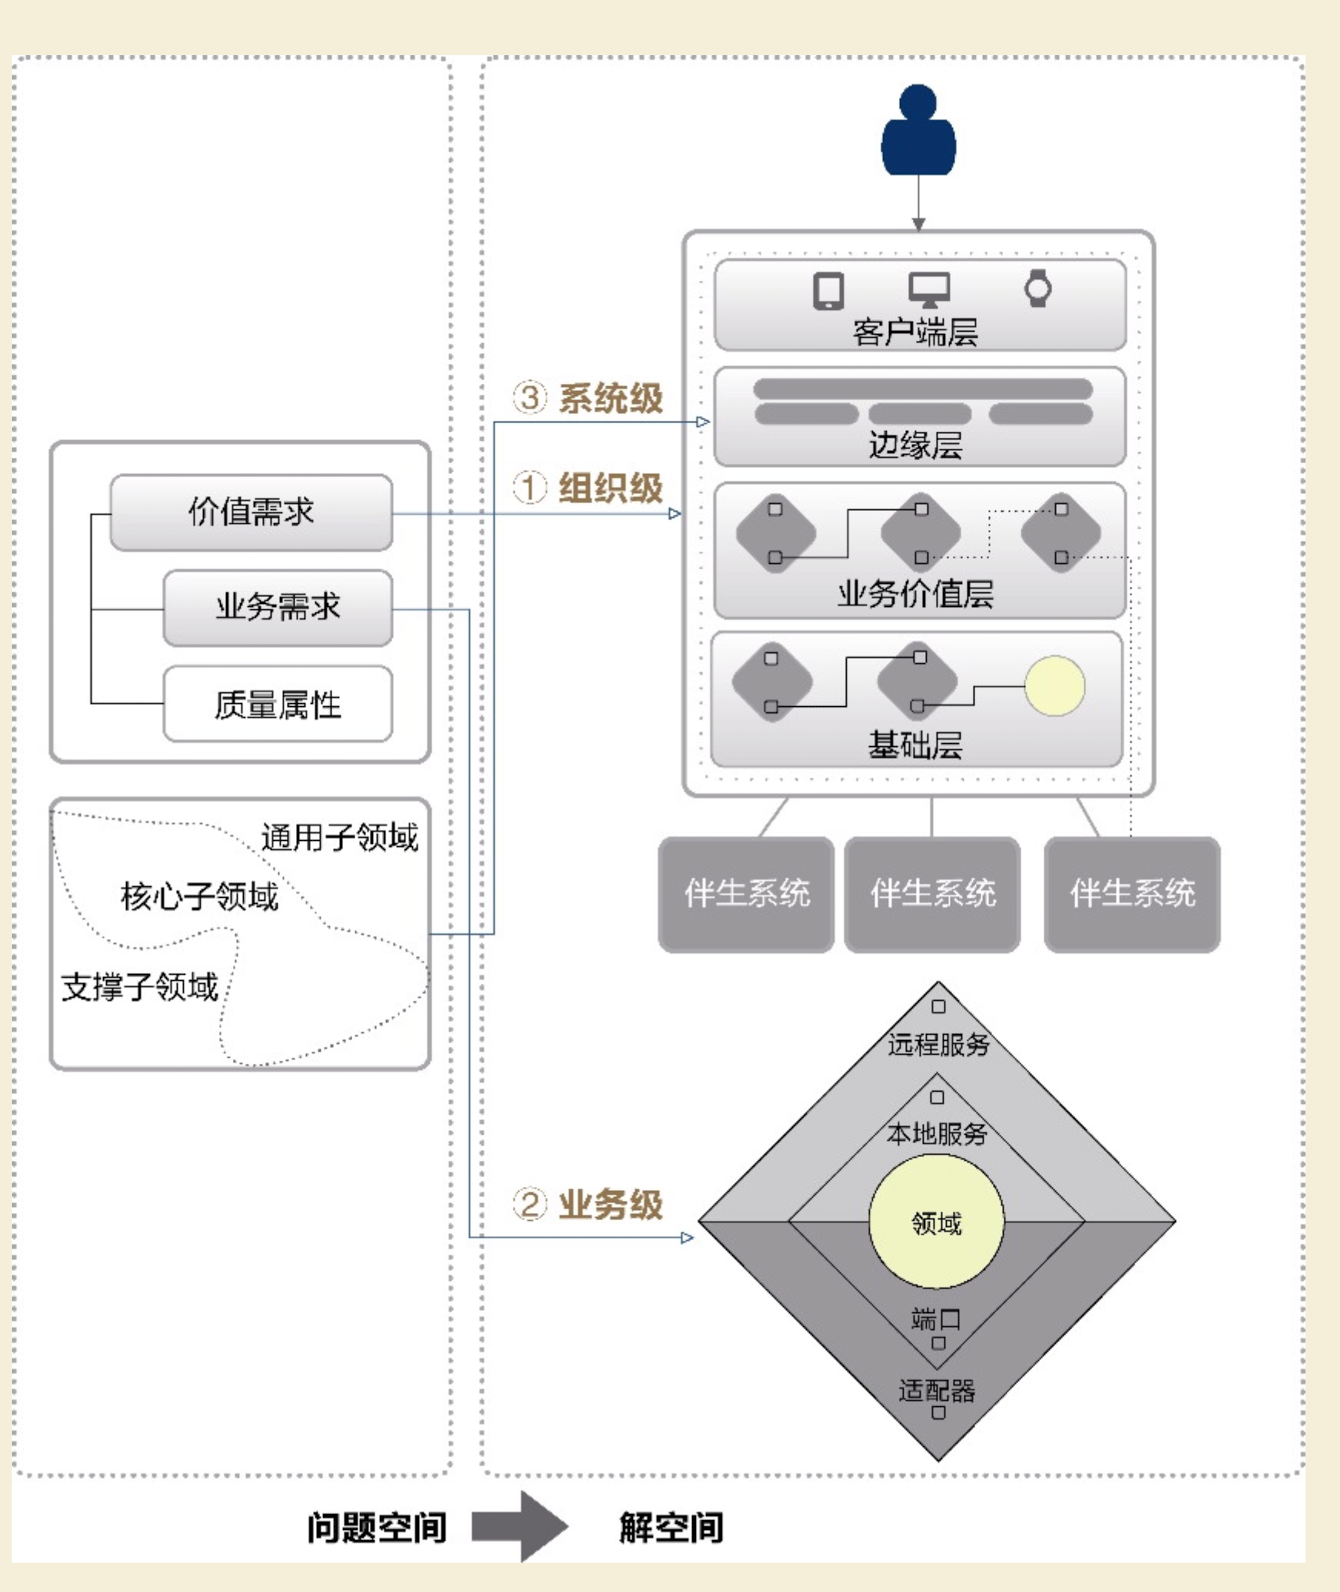 客户端层
③ 系统级
边缘层
① 组织级
价值需求
业务价值层
业务需求
质量属性
基础层
通用子领域
核心子领域
支撑子领域
伴生系统
伴生系统
伴生系统
远程服务
本地服务
② 业务级
领域
端口
适配器
问题空间
解空间